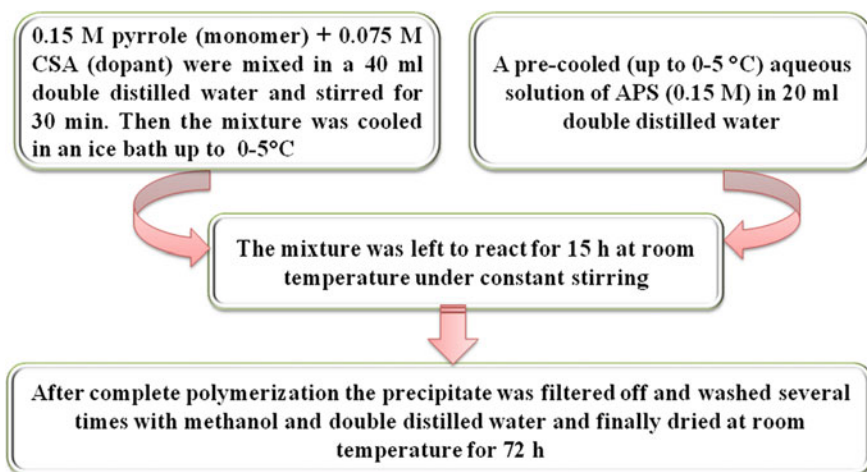 0.15 M pyrrole (monomer) + 0.075 M
CSA (dopant) were mixed in a 40 ml
double distilled water and stirred for
30 min. Then the mixture was cooled
in an ice bath up to 0-5°C
A pre-cooled (up to 0-5 °C) aqueous
solution of APS (0.15 M) in 20 ml
double distilled water
The mixture was left to react for 15 h at room
temperature under constant stirring
After complete polymerization the precipitate was filtered off and washed several
times with methanol and double distilled water and finally dried at room
temperature for 72 h